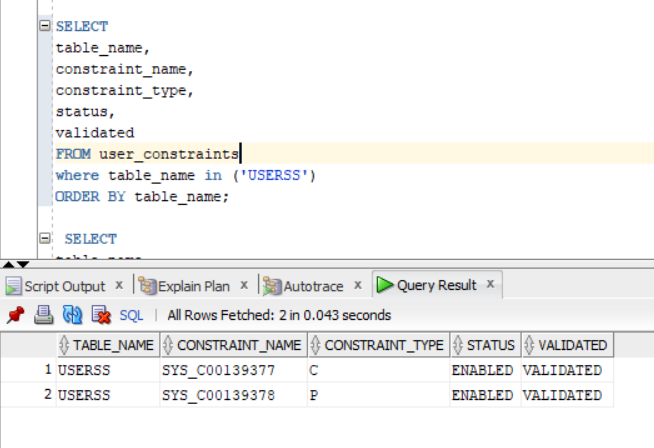 SELECT
table_name,
constraint_name,
constraint_type,
status,
validated
FROM user_constraints
where table_name in ('USERSS')
ORDER BY table_name;
SELECT
table_name
Script Output x Explain Plan x Autotrace x Query Result x
SQL | All Rows Fetched: 2 in 0.043 seconds
TABLE_NAME CONSTRAINT_NAME CONSTRAINT_TYPE STATUS VALIDATED
1 USERSS SYS_C00139377 C ENABLED VALIDATED
2 USERSS SYS_C00139378 P ENABLED VALIDATED